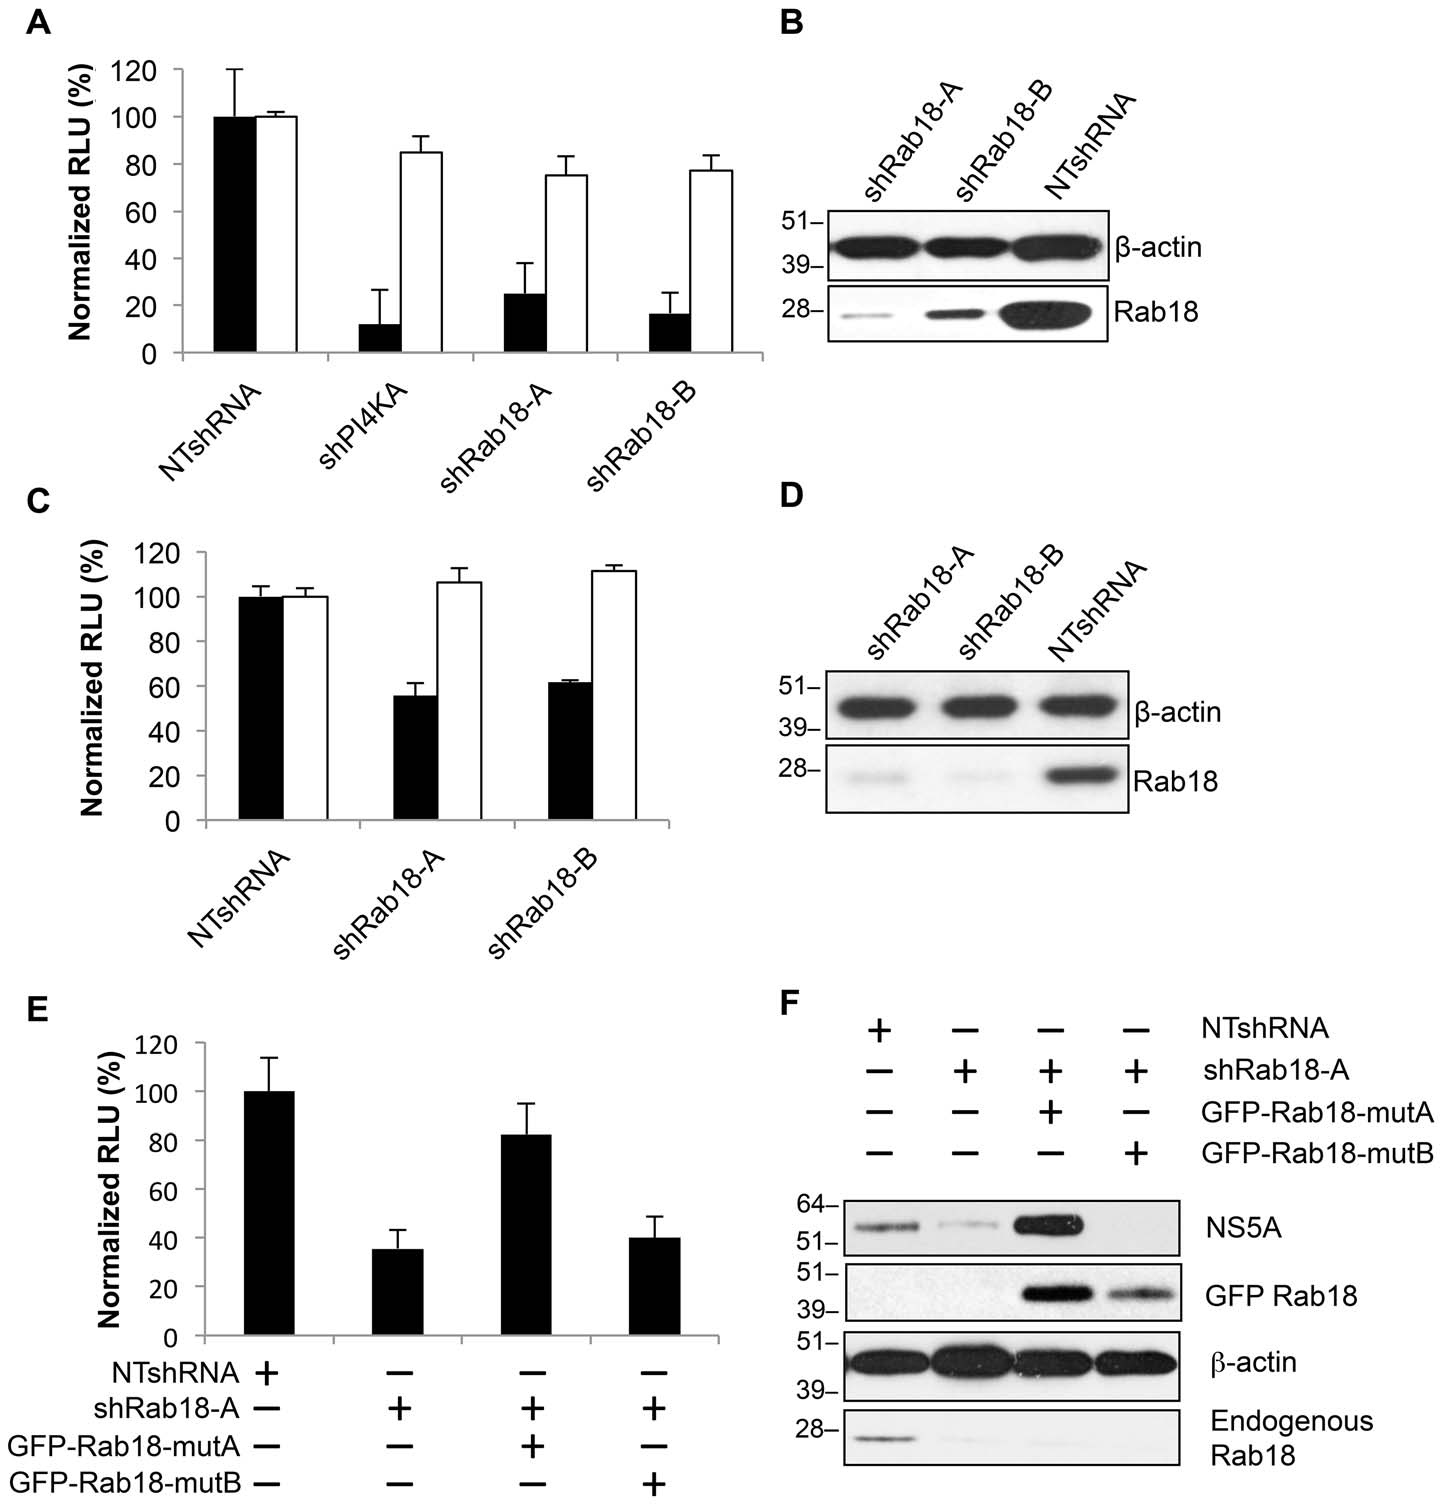 A
Normalized RLU (%)
120
100
80
60
40
20
0
NTshRNA
shPI4KA
shRab18-A
shRab18-B
B
shRab18-A
shRab18-B
NTshRNA
51–
39–
β-actin
28–
Rab18
C
Normalized RLU (%)
120
100
80
60
40
20
0
NTshRNA
shRab18-A
shRab18-B
D
shRab18-A
shRab18-B
NTshRNA
51–
39–
β-actin
28–
Rab18
E
Normalized RLU (%)
120
100
80
60
40
20
0
NTshRNA + – – –
shRab18-A – + + +
GFP-Rab18-mutA – – + –
GFP-Rab18-mutB – – – +
F
+ – – – NTshRNA
– + + + shRab18-A
– – + – GFP-Rab18-mutA
– – – + GFP-Rab18-mutB
64–
51–
NS5A
51–
39–
GFP Rab18
51–
39–
β-actin
28–
Endogenous
Rab18